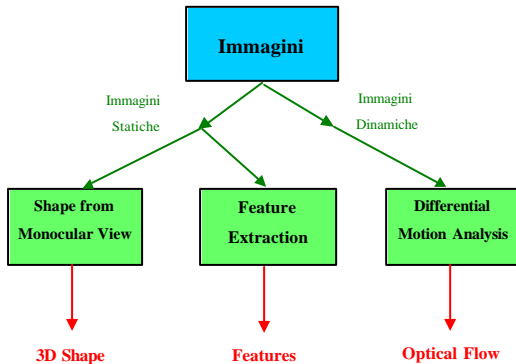 Immagini
Immagini
Statiche
Immagini
Dinamiche
Shape from
Monocular View
Feature
Extraction
Differential
Motion Analysis
3D Shape
Features
Optical Flow